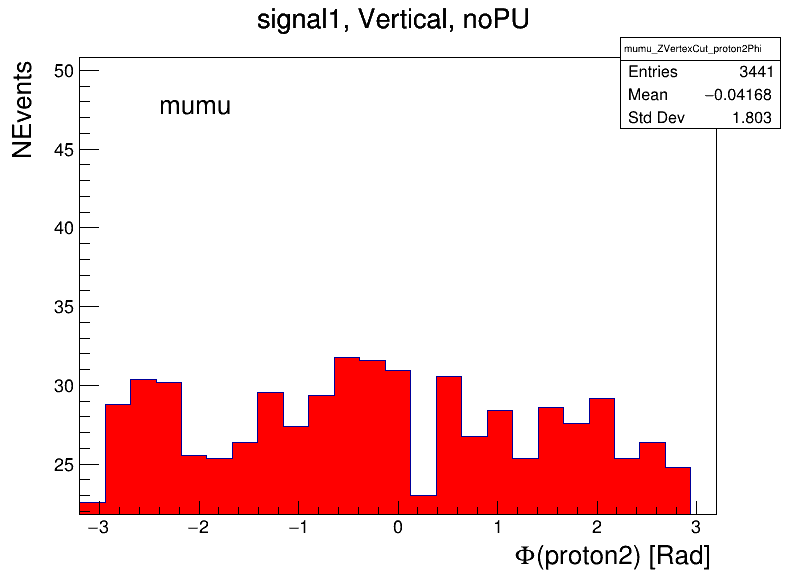 signal1, Vertical, noPU
mumu_ZVertexCut_proton2Phi
Entries 3441
Mean −0.04168
Std Dev 1.803
NEvents
mumu
50
45
40
35
30
25
−3 −2 −1 0 1 2 3
Φ(proton2) [Rad]